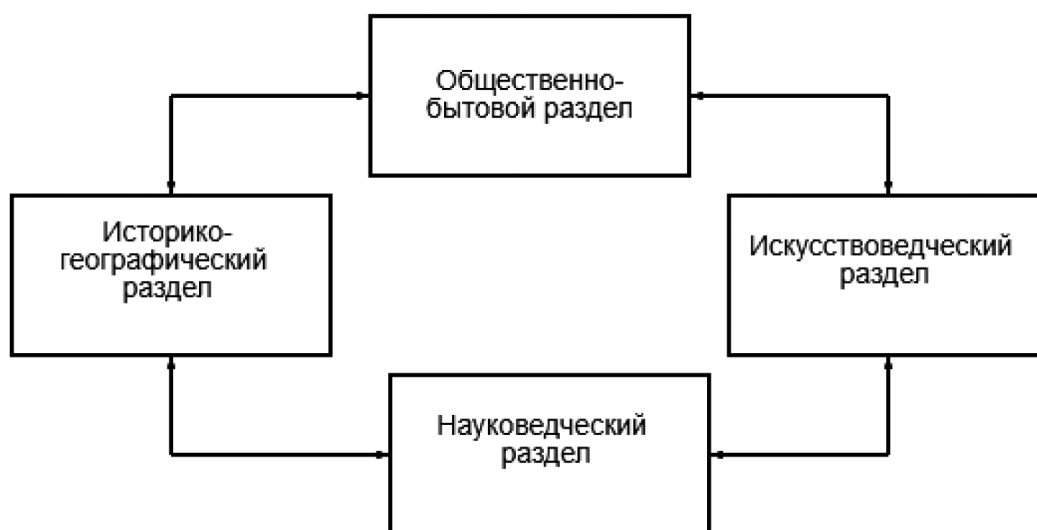 Общественно-
бытовой раздел
Историко-
географический
раздел
Искусствоведческий
раздел
Науковедческий
раздел